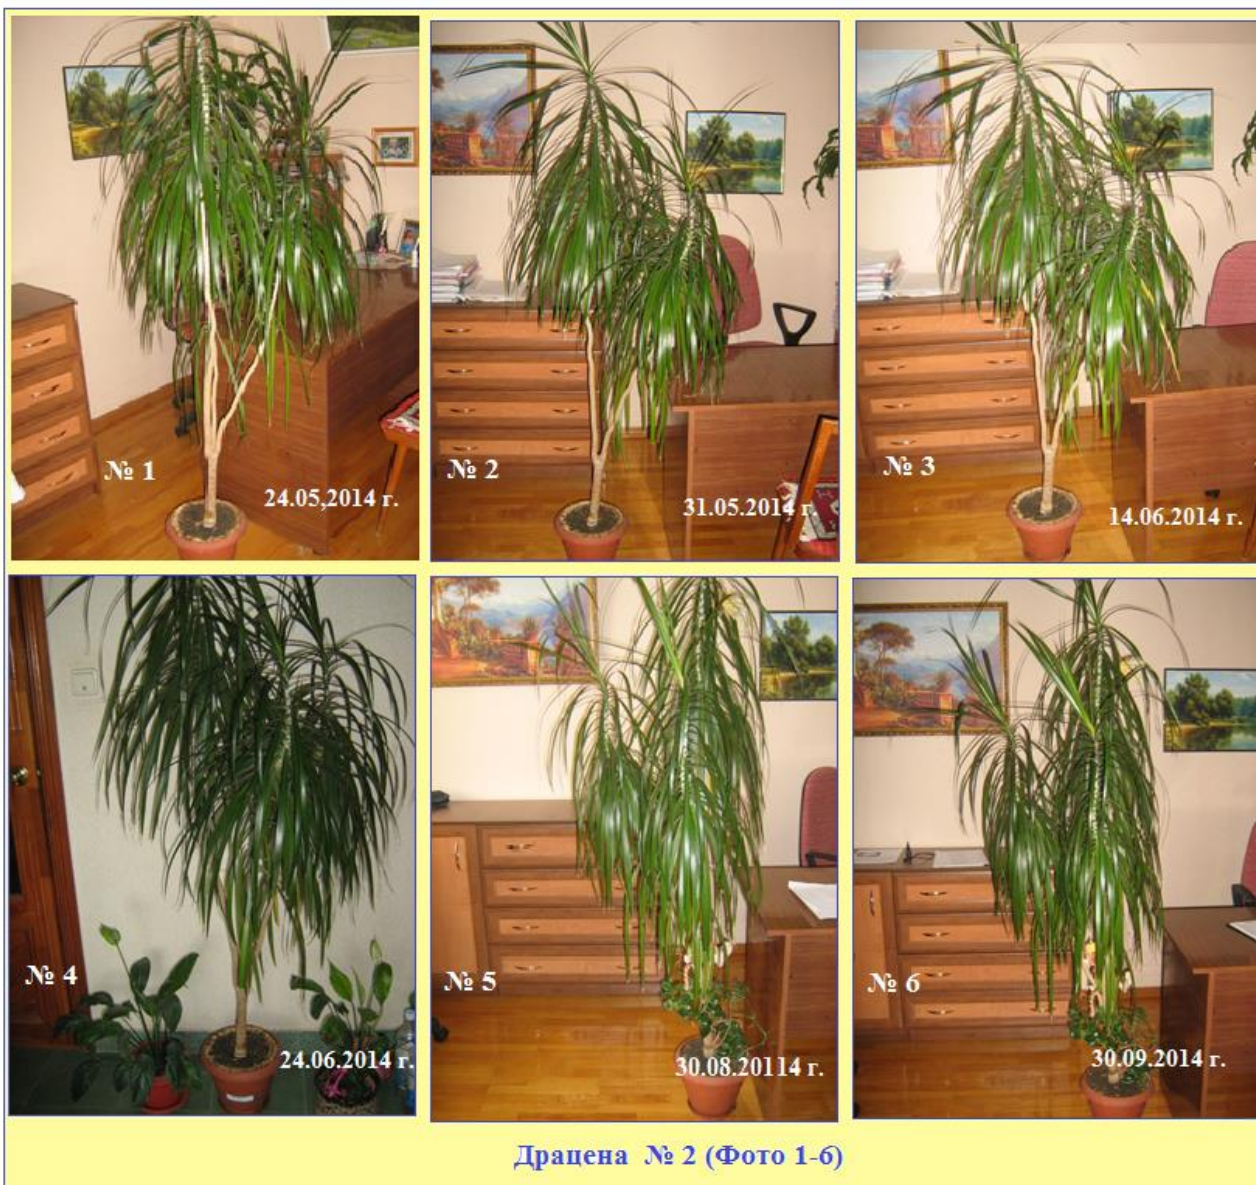 № 1
24.05,2014 г.
№ 2
31.05.2014 г.
№ 3
14.06.2014 г.
№ 4
24.06.2014 г.
№ 5
30.08.20114 г.
№ 6
30.09.2014 г.
Драцена № 2 (Фото 1-6)